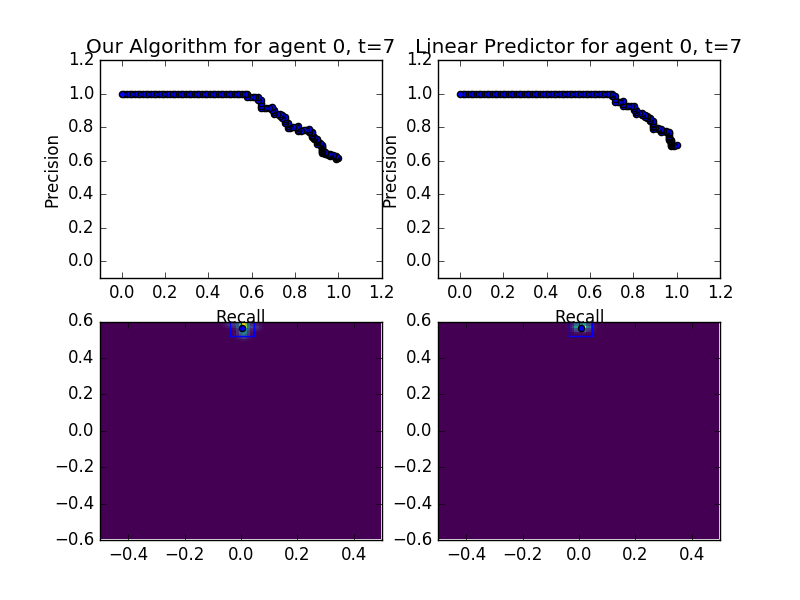 Our Algorithm for agent 0, t=7
Linear Predictor for agent 0, t=7
1.2
1.0
0.8
0.6
0.4
0.2
0.0
Precision
0.0 0.2 0.4 0.6 0.8 1.0 1.2
Recall
1.2
1.0
0.8
0.6
0.4
0.2
0.0
Precision
0.0 0.2 0.4 0.6 0.8 1.0 1.2
Recall
0.6
0.4
0.2
0.0
−0.2
−0.4
−0.6
−0.4 −0.2 0.0 0.2 0.4
0.6
0.4
0.2
0.0
−0.2
−0.4
−0.6
−0.4 −0.2 0.0 0.2 0.4